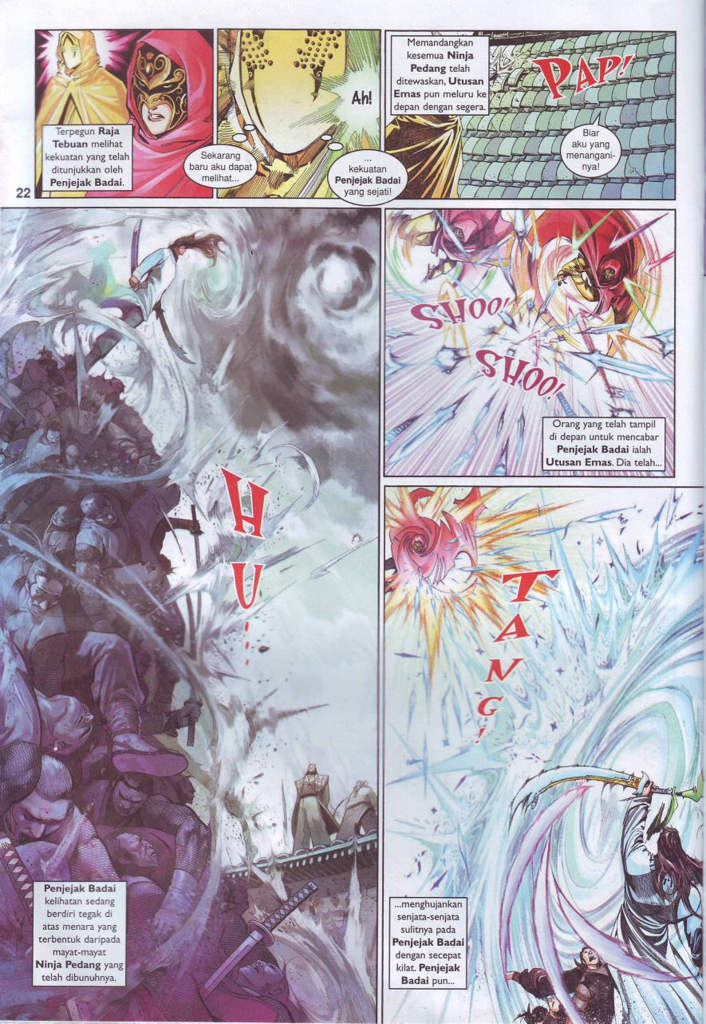 Terpegun Raja
Tebuan melihat
kekuatan yang telah
ditunjukkan oleh
Penjejak Badai.
Sekarang
baru aku dapat
melihat...
Ah!
...
kekuatan
Penjejak Badai
yang sejati!
Memandangkan
kesemua Ninja
Pedang telah
ditewaskan, Utusan
Emas pun meluru ke
depan dengan segera.
PAP!
Biar
aku yang
menangani-
nya!
22
HU...
Penjejak Badai
kelihatan sedang
berdiri tegak di
atas menara yang
terbentuk daripada
mayat-mayat
Ninja Pedang yang
telah dibunuhnya.
SHOO!
SHOO!
Orang yang telah tampil
di depan untuk mencabar
Penjejak Badai ialah
Utusan Emas. Dia telah...
TANG!
...menghujankan
senjata-senjata
sulitnya pada
Penjejak Badai
dengan secepat
kilat. Penjejak
Badai pun...